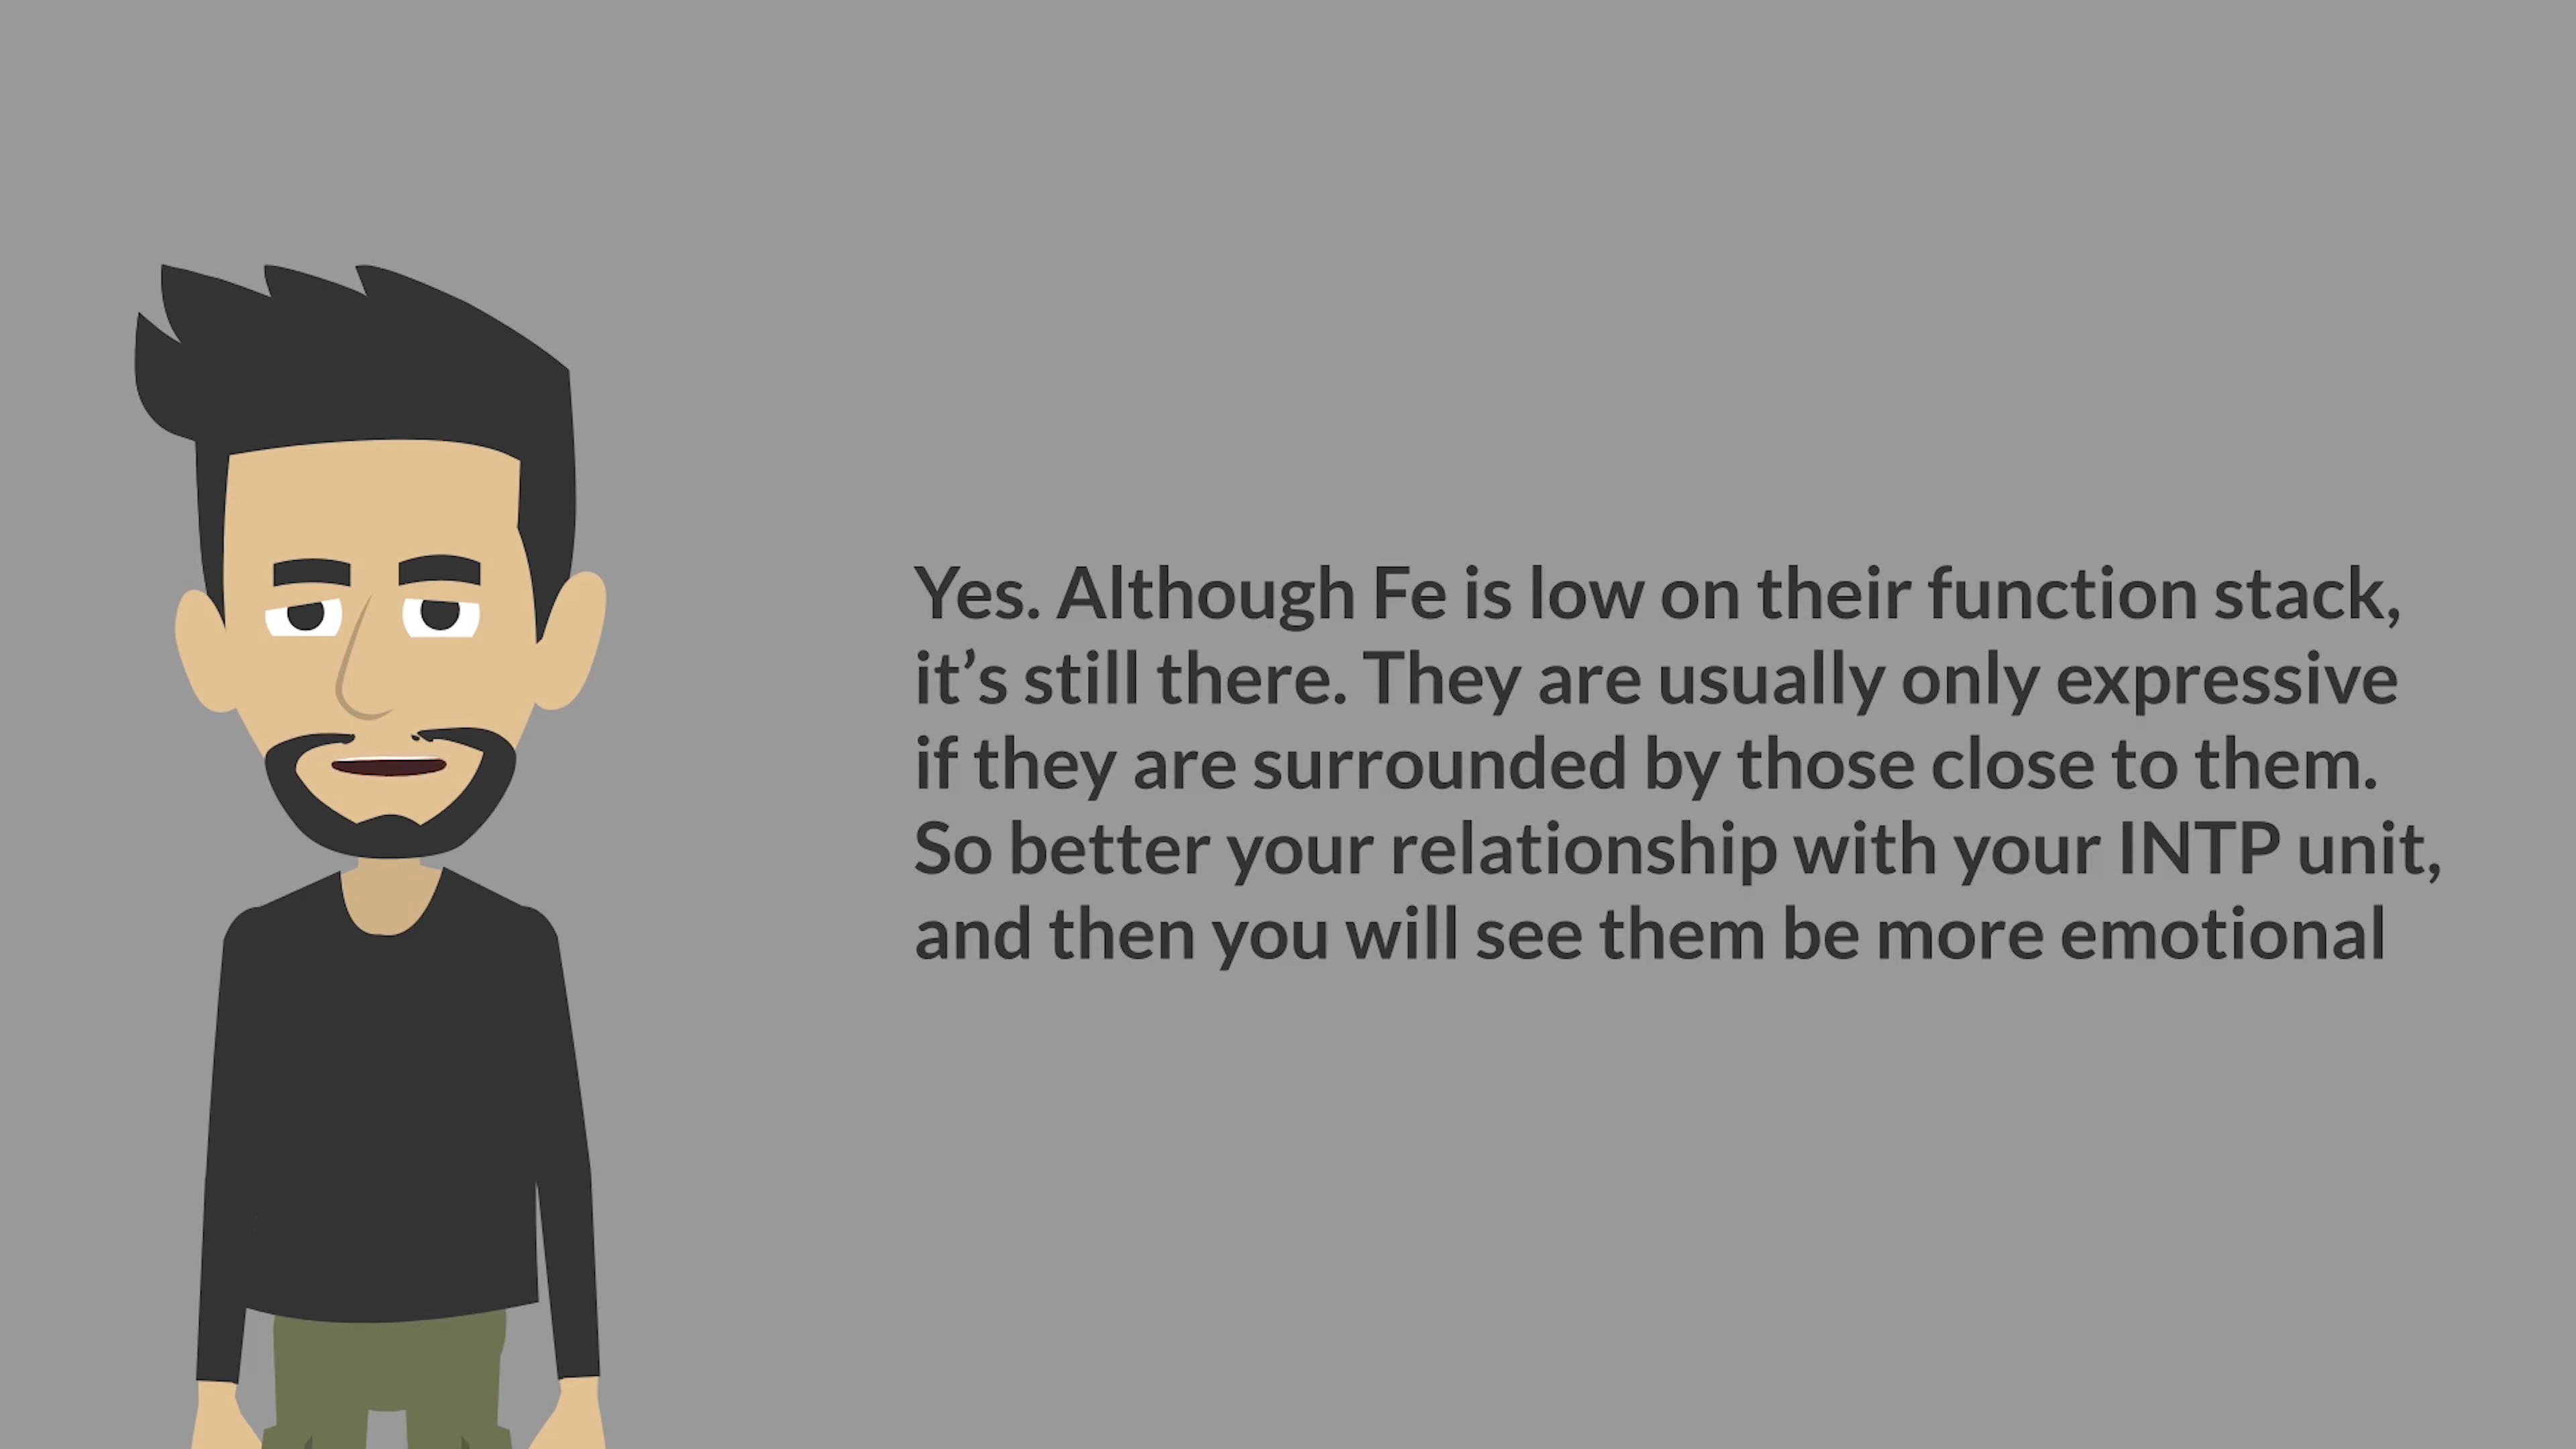 Yes. Although Fe is low on their function stack,
it’s still there. They are usually only expressive
if they are surrounded by those close to them.
So better your relationship with your INTP unit,
and then you will see them be more emotional